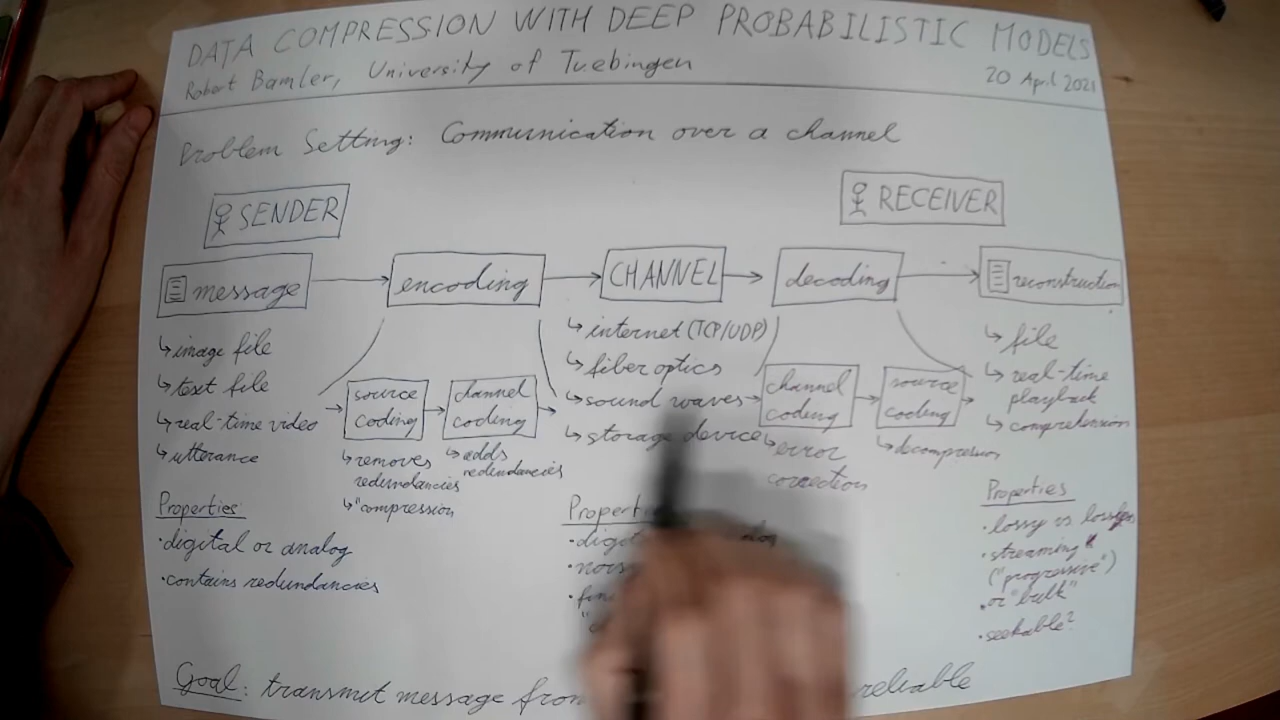 DATA COMPRESSION WITH DEEP PROBABILISTIC MODELS
Robert Bamler, University of Tuebingen
20 April 2021
Problem Setting: Communication over a channel
SENDER
RECEIVER
message
encoding
CHANNEL
decoding
reconstruction
↳ image file
↳ text file
↳ real-time video
↳ utterance
source
coding
channel
coding
↳ removes
redundancies
↳ "compression
↳ adds
redundancies
↳ internet (TCP/UDP)
↳ fiber optics
↳ sound waves
↳ storage device
channel
coding
source
coding
↳ error
correction
↳ decompression
↳ file
↳ real-time
playback
↳ comprehension
Properties
· digital or analog
· contains redundancies
Properties
· lossy vs lossless
· streaming"
("progressive")
· or "bulk"
· seekable?
Goal: transmit message from
reliable